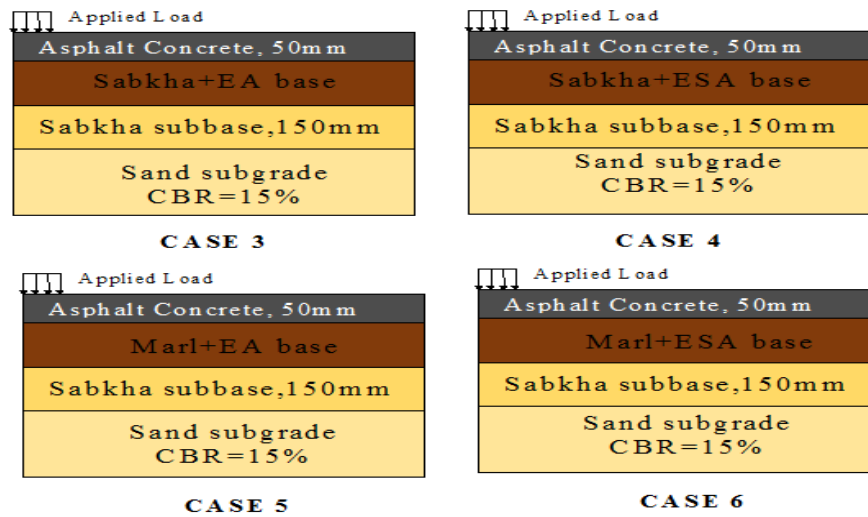 Applied Load
Asphalt Concrete, 50mm
Sabkha+EA base
Sabkha subbase,150mm
Sand subgrade
CBR=15%
CASE 3
Applied Load
Asphalt Concrete, 50mm
Sabkha+ESA base
Sabkha subbase,150mm
Sand subgrade
CBR=15%
CASE 4
Applied Load
Asphalt Concrete, 50mm
Marl+EA base
Sabkha subbase,150mm
Sand subgrade
CBR=15%
CASE 5
Applied Load
Asphalt Concrete, 50mm
Marl+ESA base
Sabkha subbase,150mm
Sand subgrade
CBR=15%
CASE 6